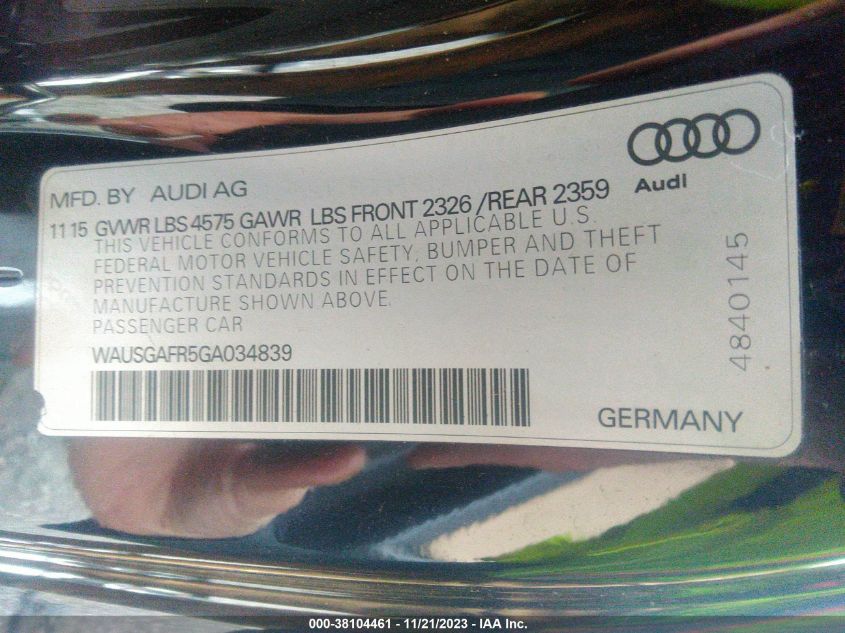 MFD. BY AUDI AG
Audi
11 15 GVWR LBS 4575 GAWR LBS FRONT 2326 /REAR 2359
THIS VEHICLE CONFORMS TO ALL APPLICABLE U.S.
FEDERAL MOTOR VEHICLE SAFETY, BUMPER AND THEFT
PREVENTION STANDARDS IN EFFECT ON THE DATE OF
MANUFACTURE SHOWN ABOVE.
PASSENGER CAR
WAUSGAFR5GA034839
4840145
GERMANY
000-38104461 - 11/21/2023 - IAA Inc.